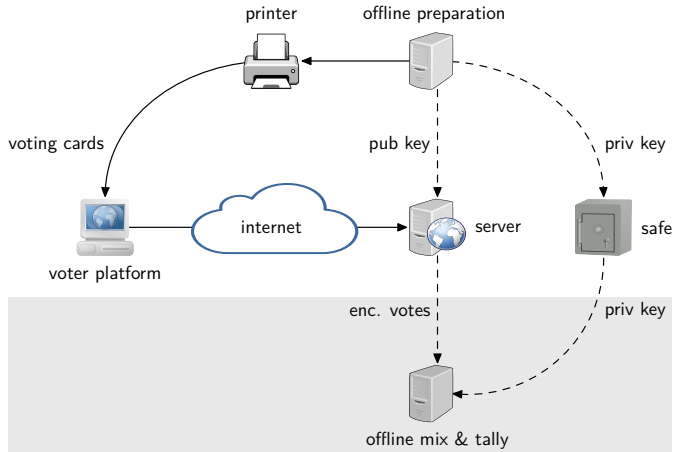 printer
offline preparation
voting cards
pub key
priv key
internet
server
safe
voter platform
enc. votes
priv key
offline mix & tally